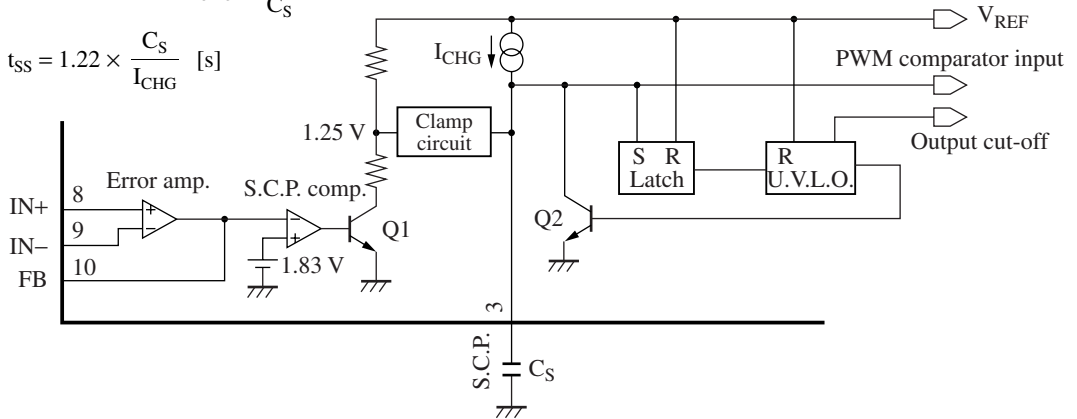 C_S
t_SS = 1.22 × C_S / I_CHG [s]
V_REF
I_CHG
PWM comparator input
1.25 V
Clamp circuit
Output cut-off
S R
Latch
R
U.V.L.O.
Error amp.
S.C.P. comp.
IN+ 8
+
−
IN− 9
FB 10
−
+
1.83 V
Q1
Q2
3
S.C.P.
C_S